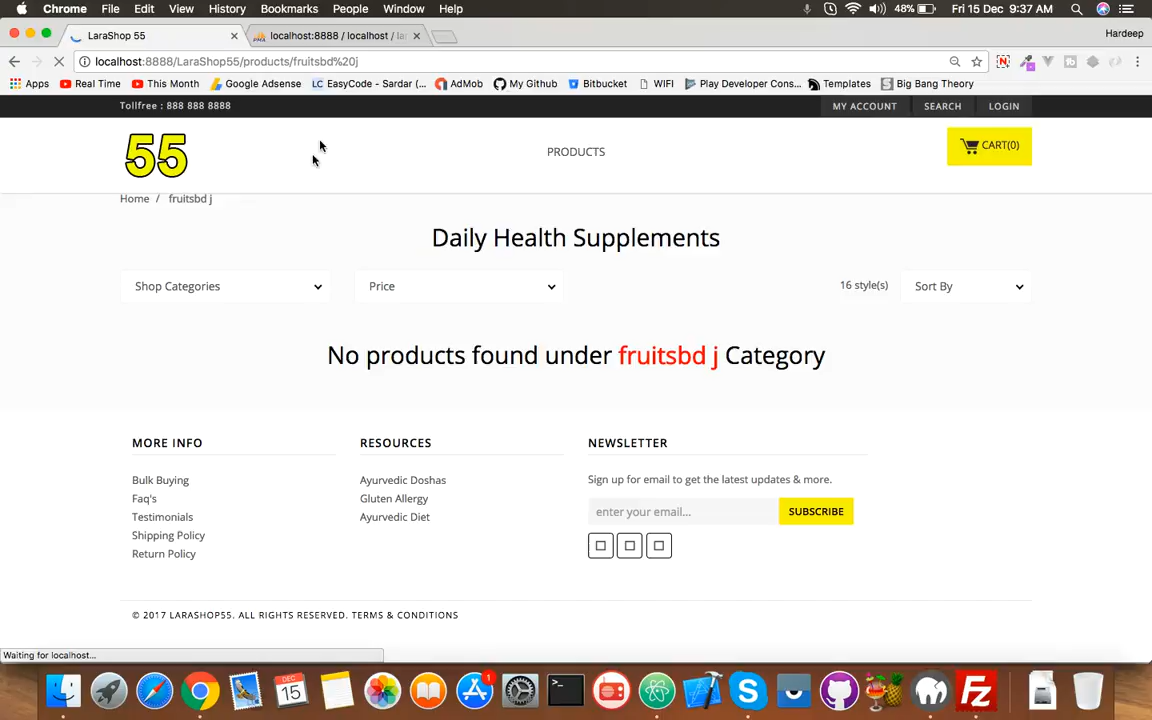 Chrome File Edit View History Bookmarks People Window Help 48% Fri 15 Dec 9:37 AM
LaraShop 55 localhost:8888 / localhost / la Hardeep
localhost:8888/LaraShop55/products/fruitsbd%20j
Apps Real Time This Month Google Adsense LC EasyCode - Sardar (... AdMob My Github Bitbucket WIFI Play Developer Cons... Templates Big Bang Theory
Tollfree : 888 888 8888 MY ACCOUNT SEARCH LOGIN
55 PRODUCTS CART(0)
Home / fruitsbd j
Daily Health Supplements
Shop Categories Price 16 style(s) Sort By
No products found under fruitsbd j Category
MORE INFO RESOURCES NEWSLETTER
Bulk Buying Ayurvedic Doshas Sign up for email to get the latest updates & more.
Faq's Gluten Allergy
Testimonials Ayurvedic Diet enter your email... SUBSCRIBE
Shipping Policy
Return Policy
© 2017 LARASHOP55. ALL RIGHTS RESERVED. TERMS & CONDITIONS
Waiting for localhost...
DEC
15
1